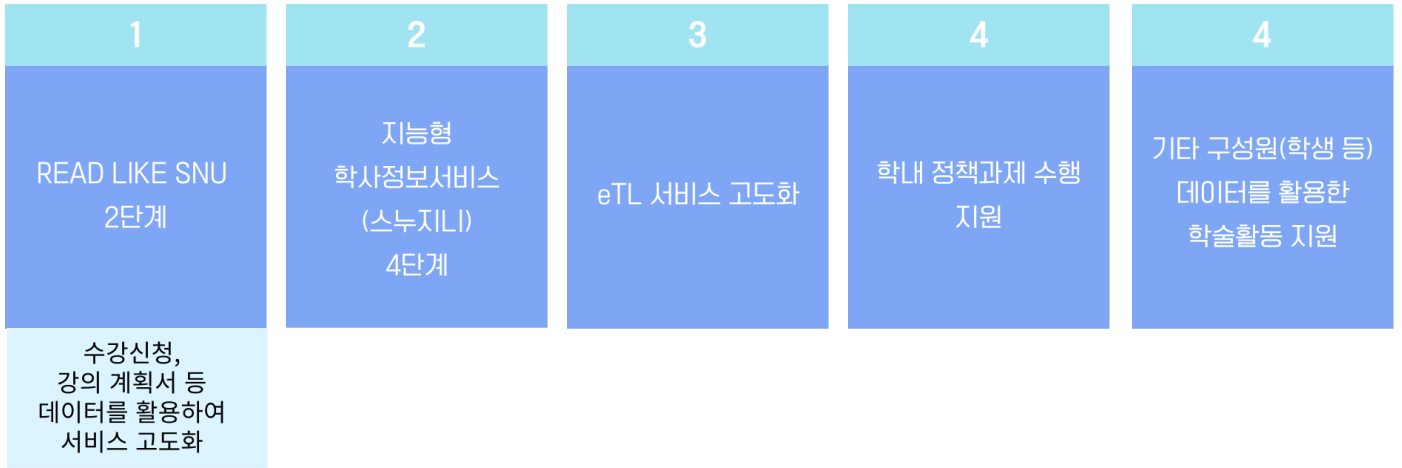 1
READ LIKE SNU
2단계
수강신청,
강의 계획서 등
데이터를 활용하여
서비스 고도화
2
지능형
학사정보서비스
(스누지니)
4단계
3
eTL 서비스 고도화
4
학내 정책과제 수행
지원
4
기타 구성원(학생 등)
데이터를 활용한
학술활동 지원